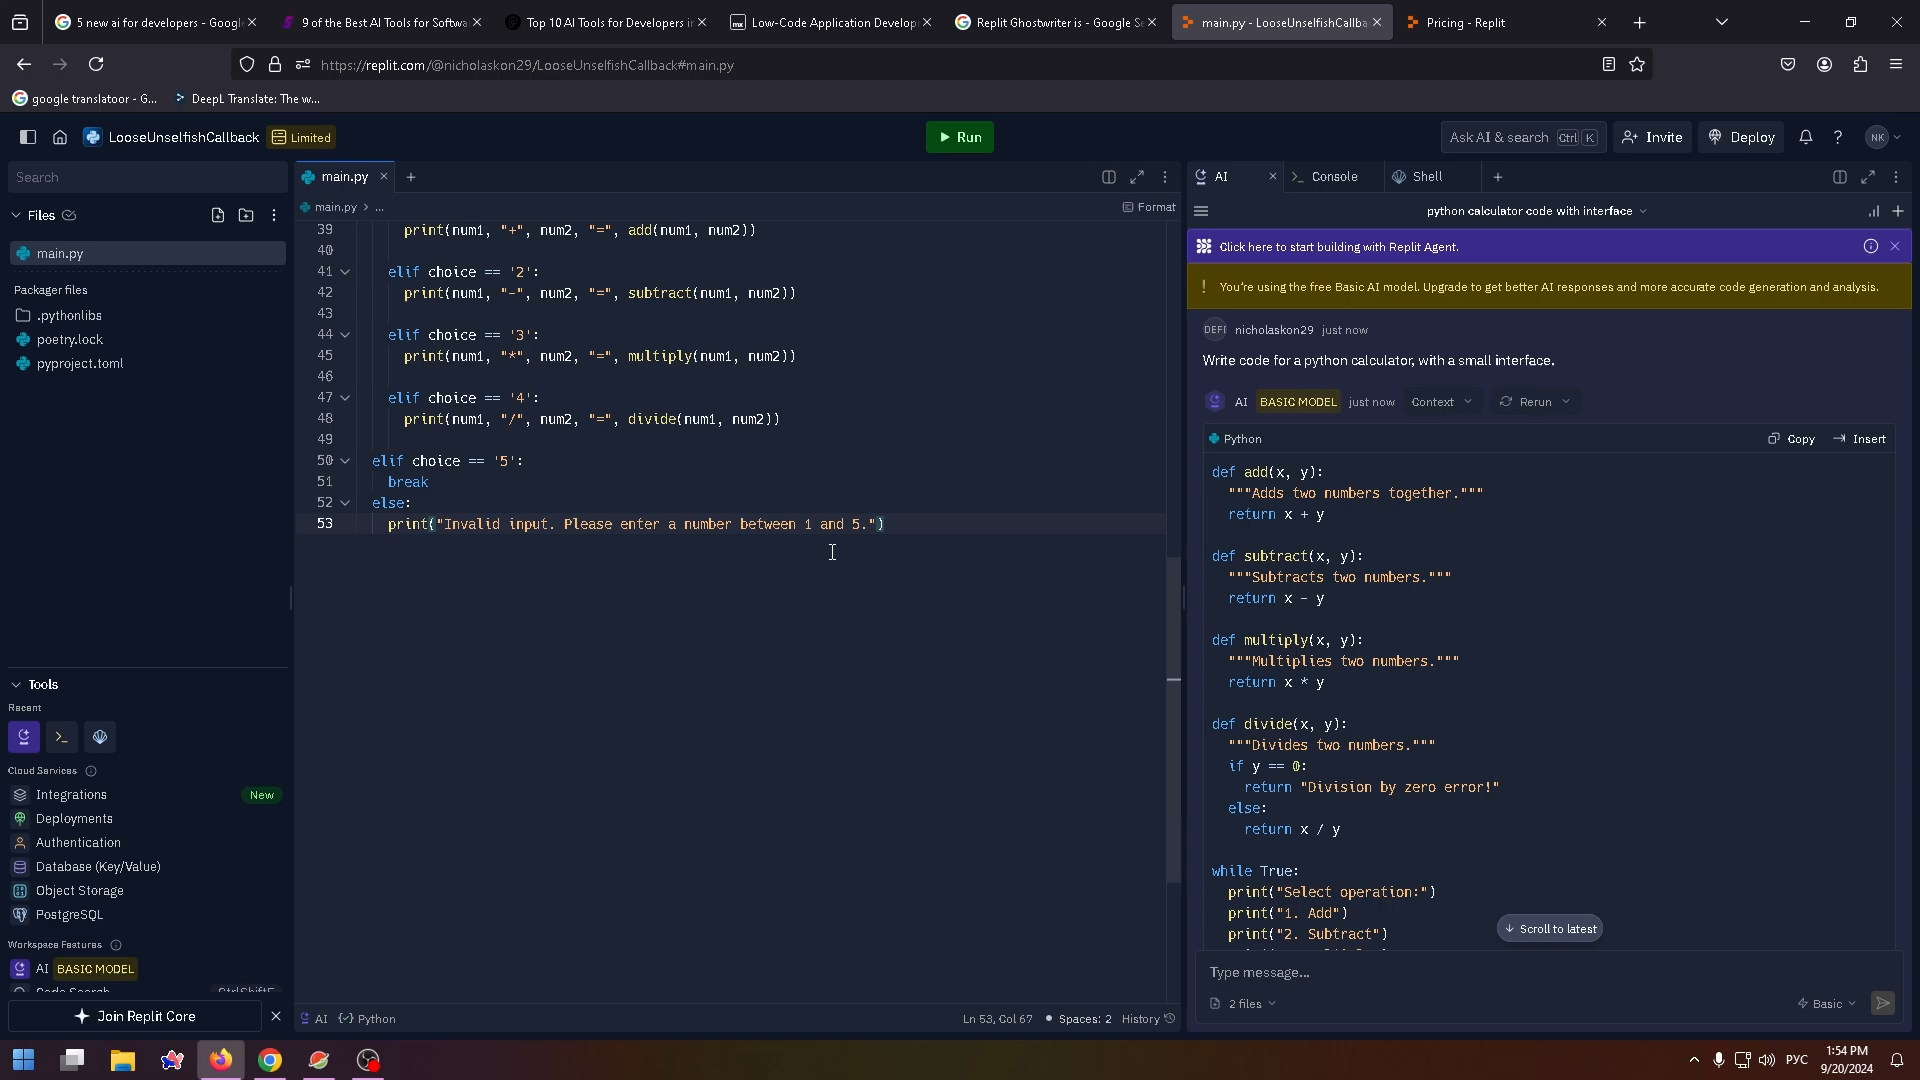 5 new ai for developers - Googl
9 of the Best AI Tools for Softwa
Top 10 AI Tools for Developers i
Low-Code Application Develop
Replit Ghostwriter is - Google Se
main.py - LooseUnselfishCallba
Pricing - Replit
https://replit.com/@nicholaskon29/LooseUnselfishCallback#main.py
google translatoor - G...
DeepL Translate: The w...
LooseUnselfishCallback
Limited
Run
Ask AI & search Ctrl K
Invite
Deploy
NK
Search
Files
main.py
Packager files
.pythonlibs
poetry.lock
pyproject.toml
Tools
Recent
Cloud Services
Integrations New
Deployments
Authentication
Database (Key/Value)
Object Storage
PostgreSQL
Workspace Features
AI BASIC MODEL
Code Search Ctrl Shift F
Join Replit Core
main.py
main.py > ...
Format
39 print(num1, "+", num2, "=", add(num1, num2))
40
41 elif choice == '2':
42 print(num1, "-", num2, "=", subtract(num1, num2))
43
44 elif choice == '3':
45 print(num1, "*", num2, "=", multiply(num1, num2))
46
47 elif choice == '4':
48 print(num1, "/", num2, "=", divide(num1, num2))
49
50 elif choice == '5':
51 break
52 else:
53 print("Invalid input. Please enter a number between 1 and 5.")
AI Python
Ln 53, Col 67 Spaces: 2 History
AI
Console
Shell
python calculator code with interface
Click here to start building with Replit Agent.
! You're using the free Basic AI model. Upgrade to get better AI responses and more accurate code generation and analysis.
DEFI nicholaskon29 just now
Write code for a python calculator, with a small interface.
AI BASIC MODEL just now Context Rerun
Python Copy Insert
def add(x, y):
"""Adds two numbers together."""
return x + y
def subtract(x, y):
"""Subtracts two numbers."""
return x - y
def multiply(x, y):
"""Multiplies two numbers."""
return x * y
def divide(x, y):
"""Divides two numbers."""
if y == 0:
return "Division by zero error!"
else:
return x / y
while True:
print("Select operation:")
print("1. Add")
print("2. Subtract")
Scroll to latest
Type message...
2 files
Basic
РУС
1:54 PM
9/20/2024